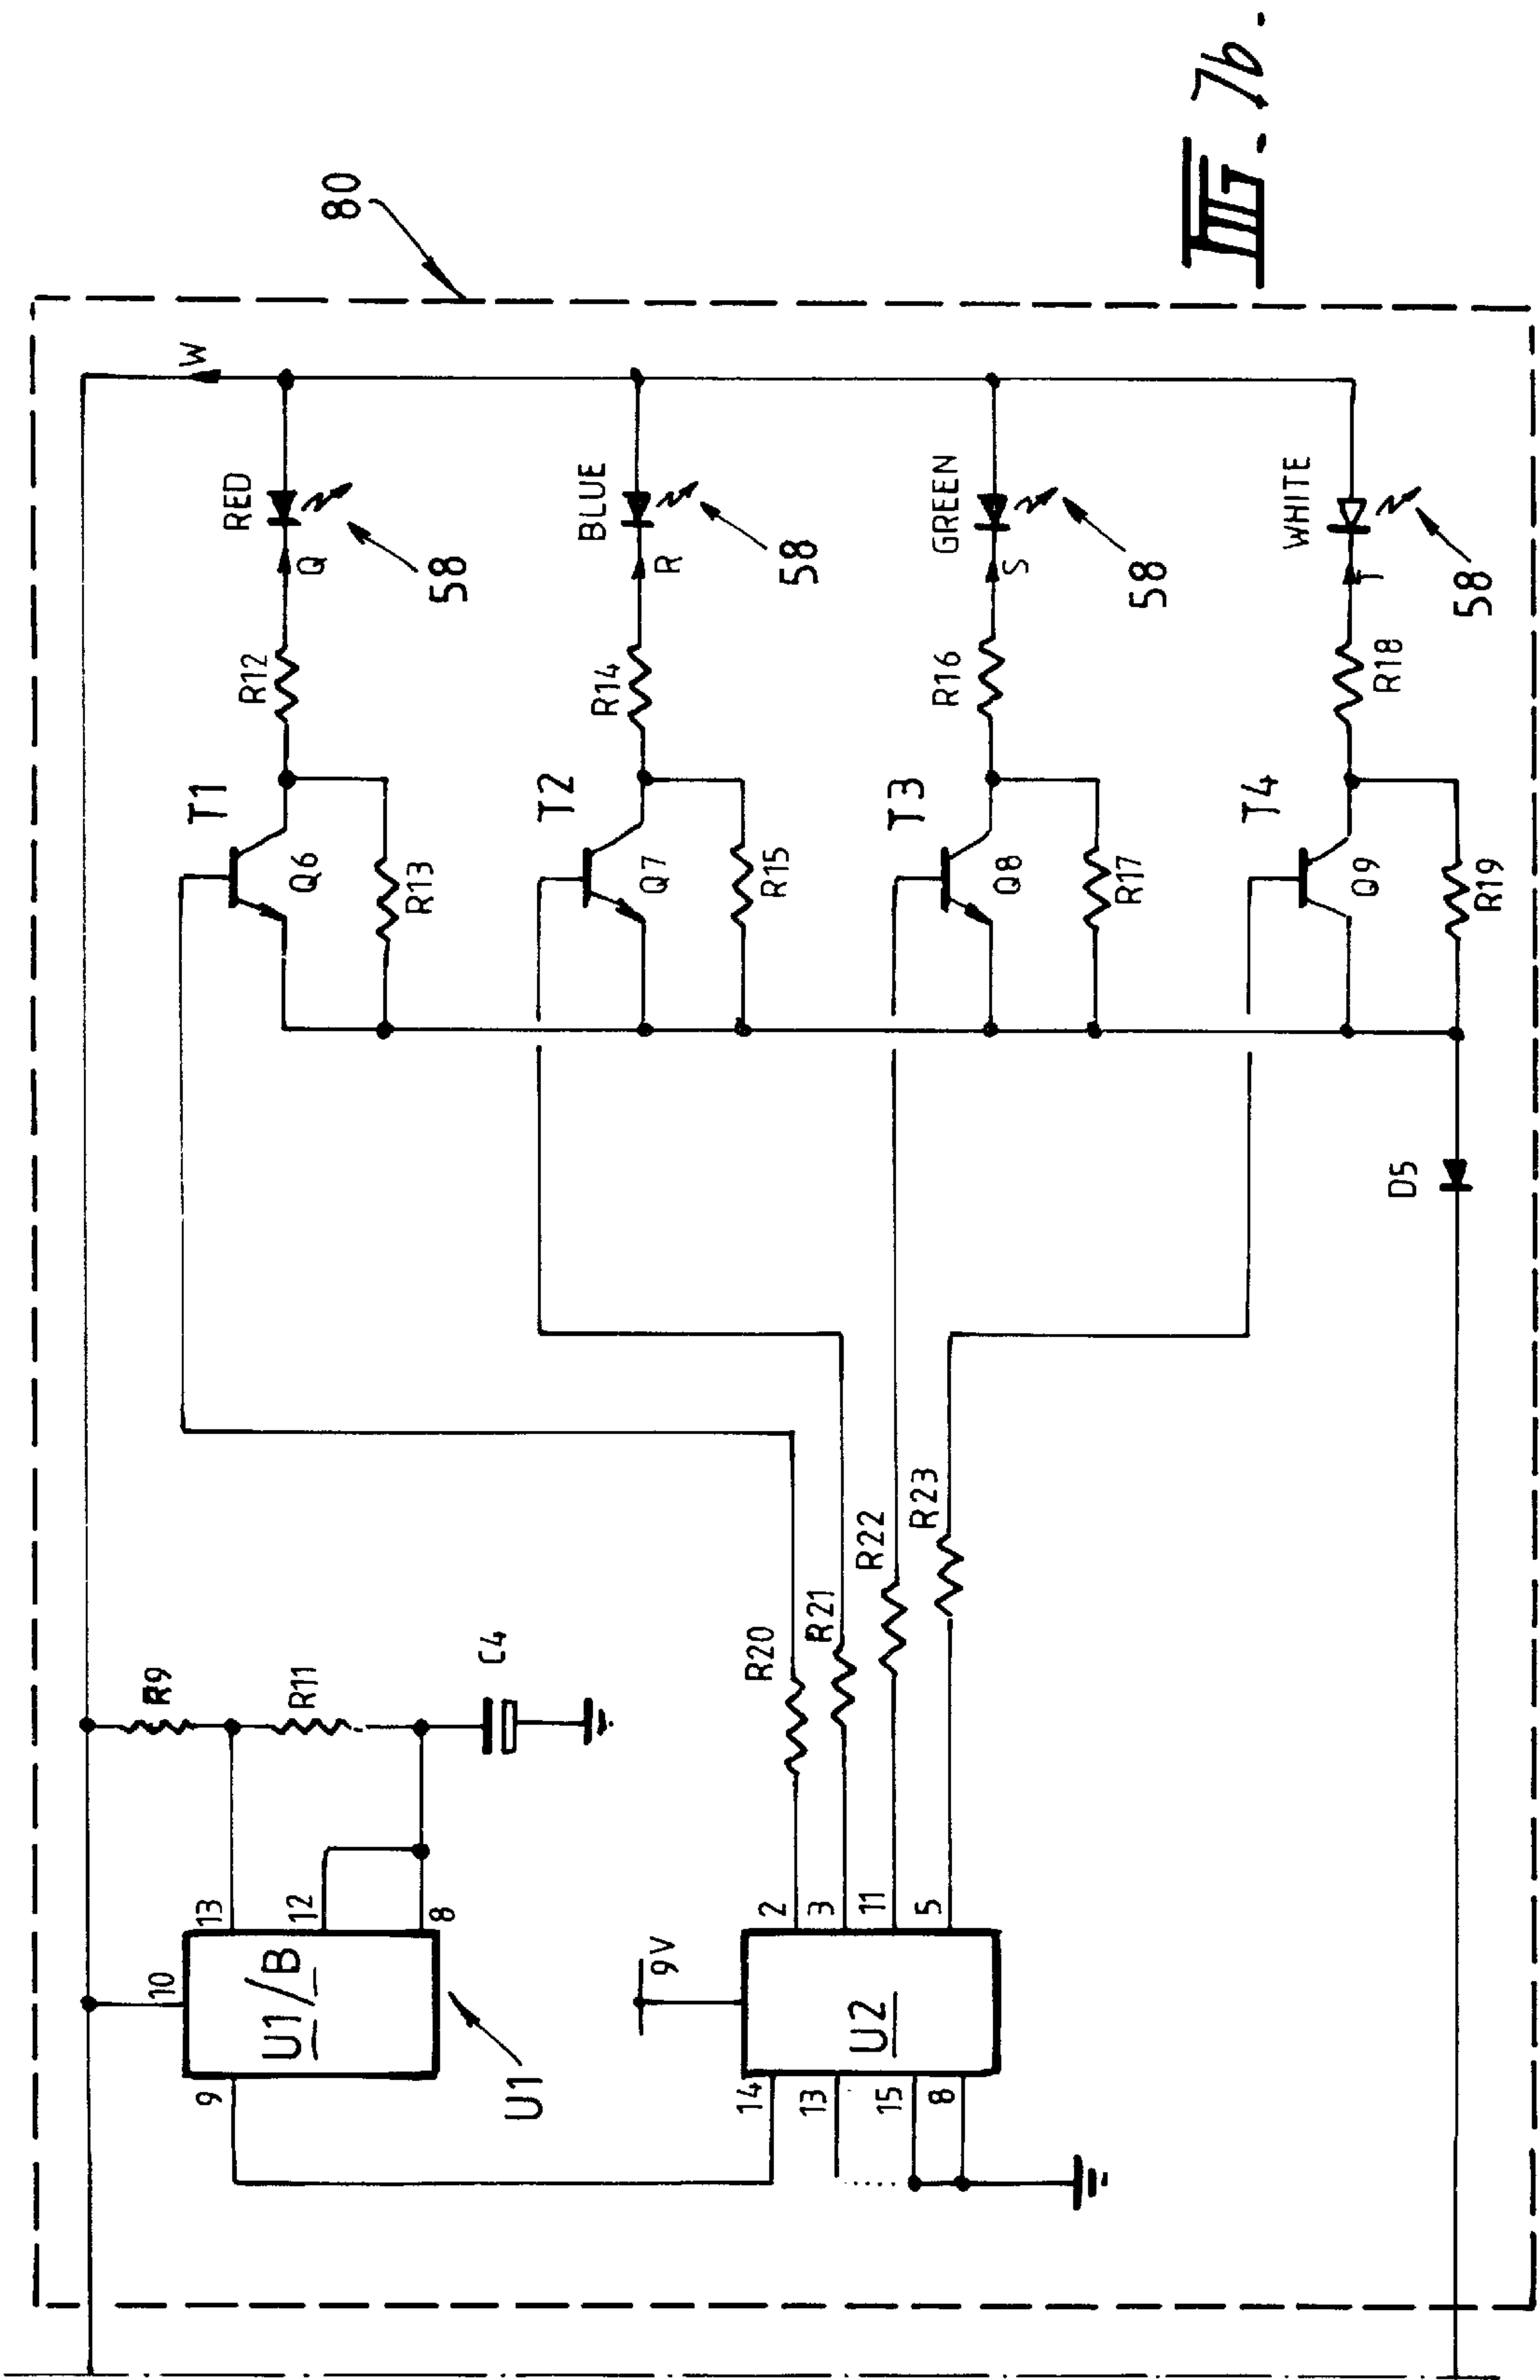 80
FIG. 7b.
W
RED
Q
58
R12
T1
Q6
R13
BLUE
R
58
R14
T2
Q7
R15
GREEN
S
58
R16
T3
Q8
R17
WHITE
T
58
R18
T4
Q9
R19
D5
R9
R11
C4
10
13
12
8
9
U1/B
U1
R20
R21
R22
R23
9V
2
3
11
5
U2
14
13
15
8